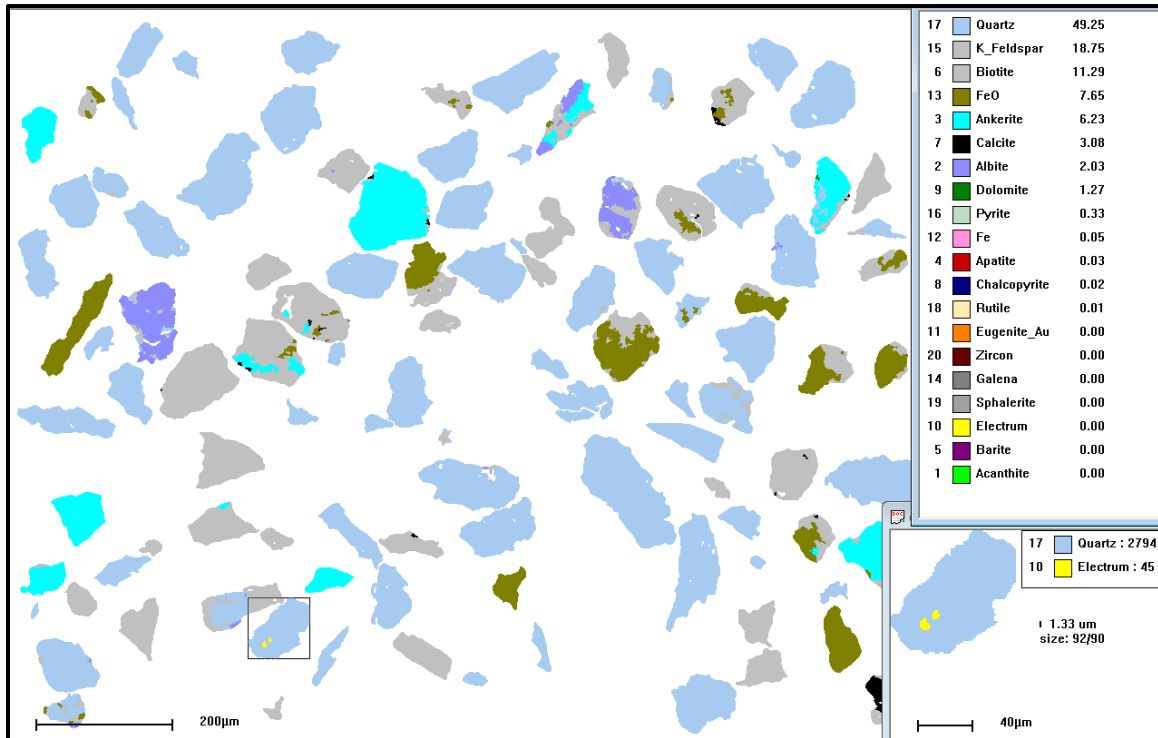 17 Quartz 49.25
15 K_Feldspar 18.75
6 Biotite 11.29
13 FeO 7.65
3 Ankerite 6.23
7 Calcite 3.08
2 Albite 2.03
9 Dolomite 1.27
16 Pyrite 0.33
12 Fe 0.05
4 Apatite 0.03
8 Chalcopyrite 0.02
18 Rutile 0.01
11 Eugenite_Au 0.00
20 Zircon 0.00
14 Galena 0.00
19 Sphalerite 0.00
10 Electrum 0.00
5 Barite 0.00
1 Acanthite 0.00
17 Quartz : 2794
10 Electrum : 45
1.33 um
size: 92/90
200µm
40µm